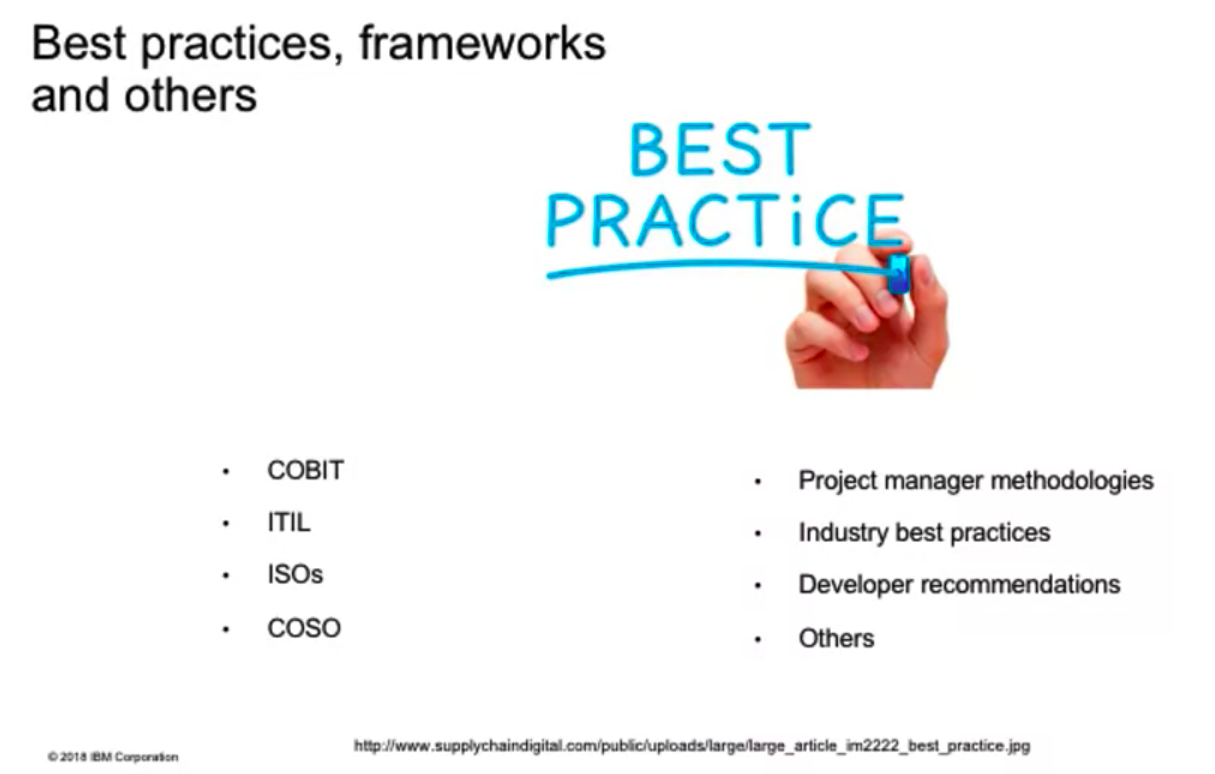 Best practices, frameworks
and others
BEST
PRACTiCE
COBIT
ITIL
ISOs
COSO
Project manager methodologies
Industry best practices
Developer recommendations
Others
© 2018 IBM Corporation
http://www.supplychaindigital.com/public/uploads/large/large_article_im2222_best_practice.jpg